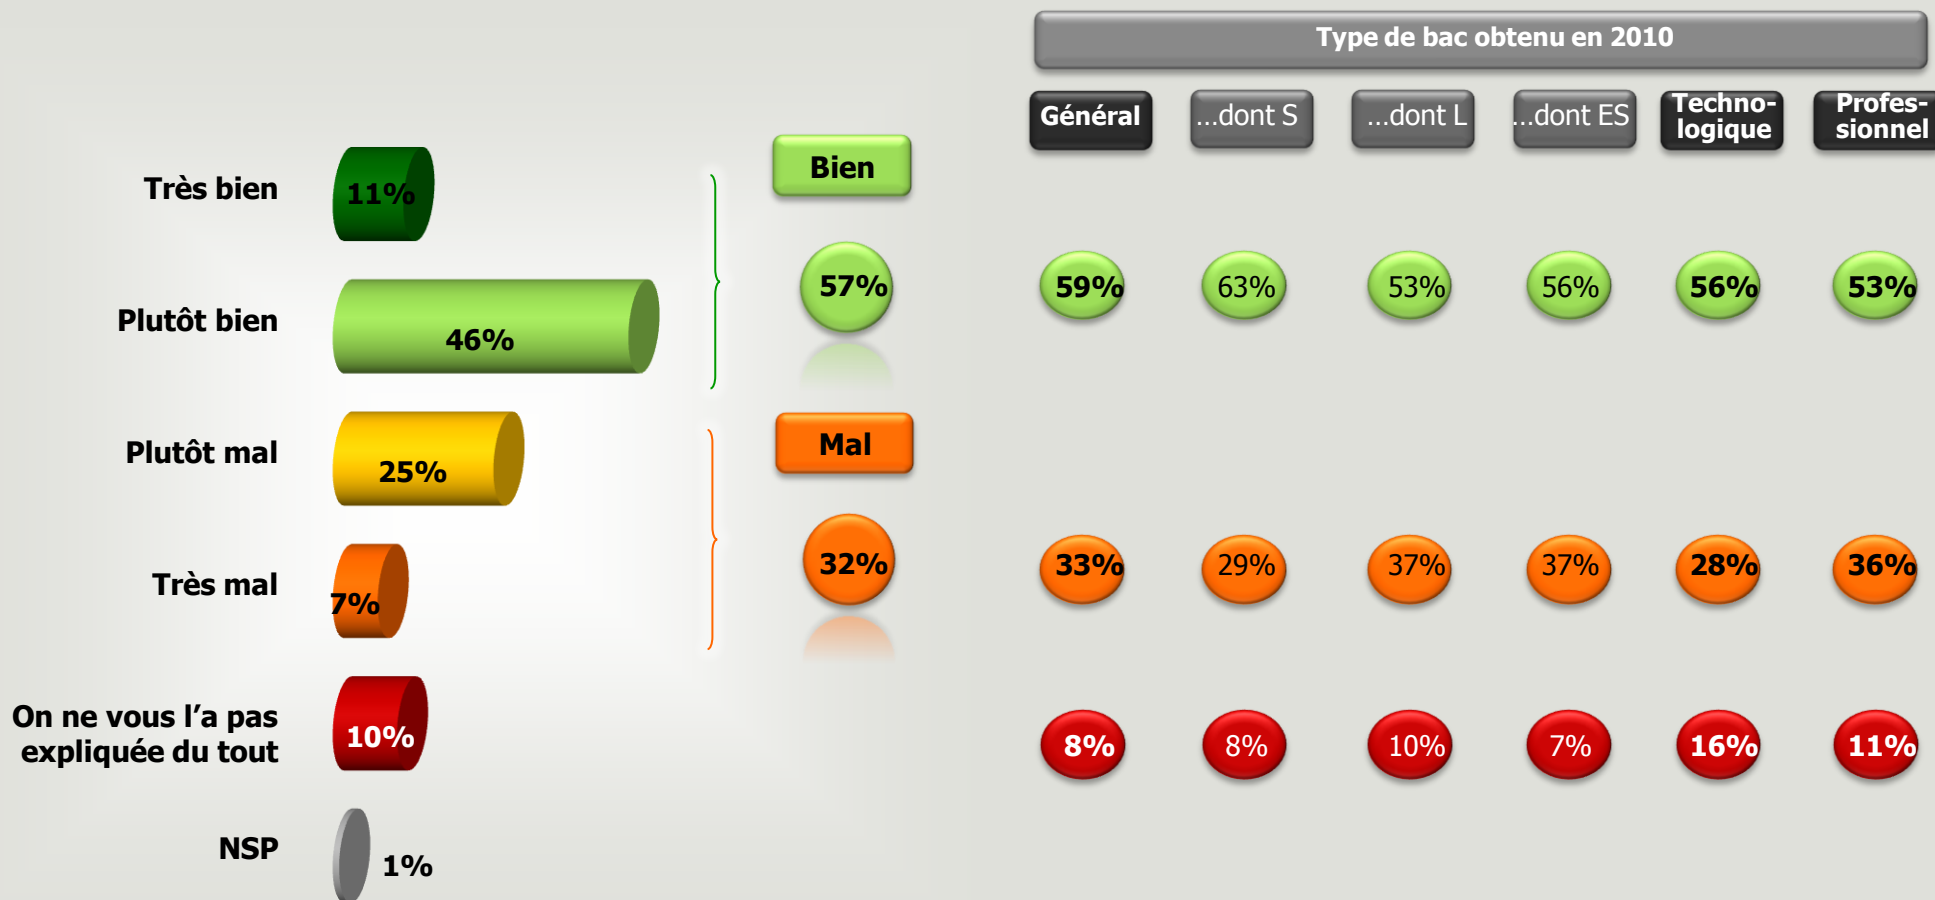 Type de bac obtenu en 2010
Général
...dont S
...dont L
...dont ES
Techno-
logique
Profes-
sionnel
Très bien
11%
Bien
Plutôt bien
46%
57%
59%
63%
53%
56%
56%
53%
Plutôt mal
25%
Mal
Très mal
7%
32%
33%
29%
37%
37%
28%
36%
On ne vous l’a pas
expliquée du tout
10%
8%
8%
10%
7%
16%
11%
NSP
1%